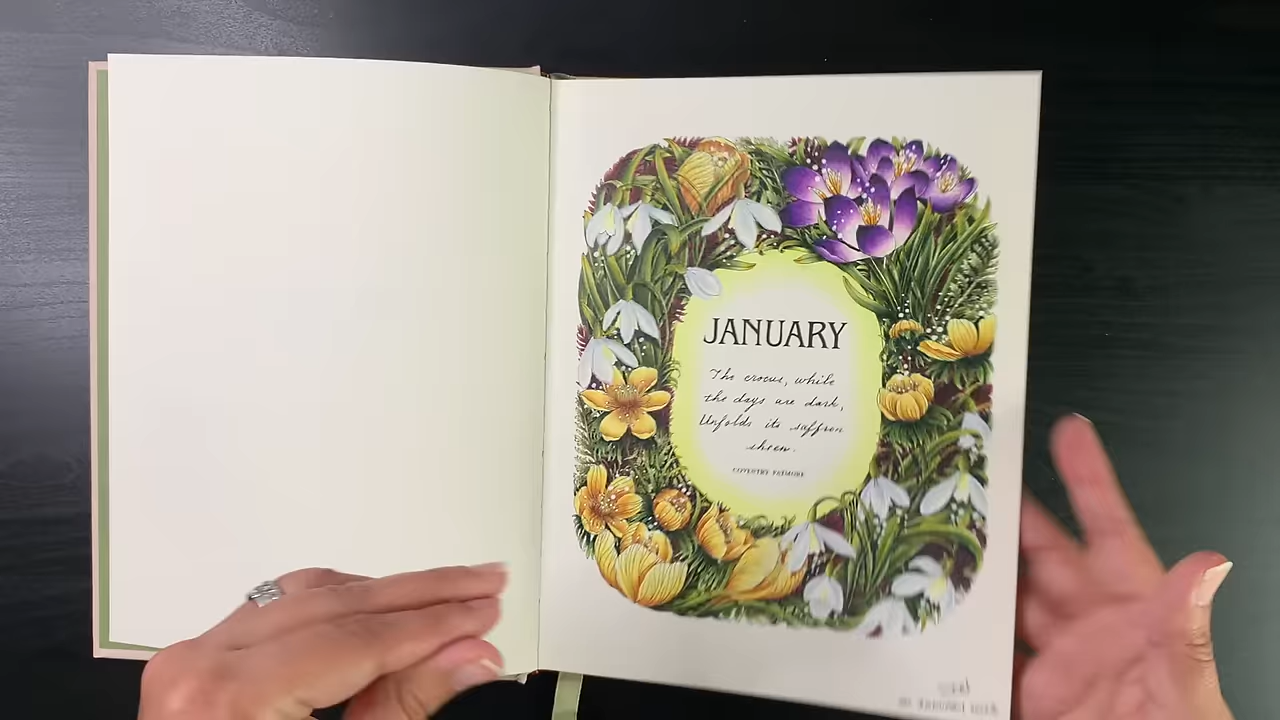 JANUARY
The crocus, while
the days are dark,
Unfolds its saffron
sheen.
COVENTRY PATMORE